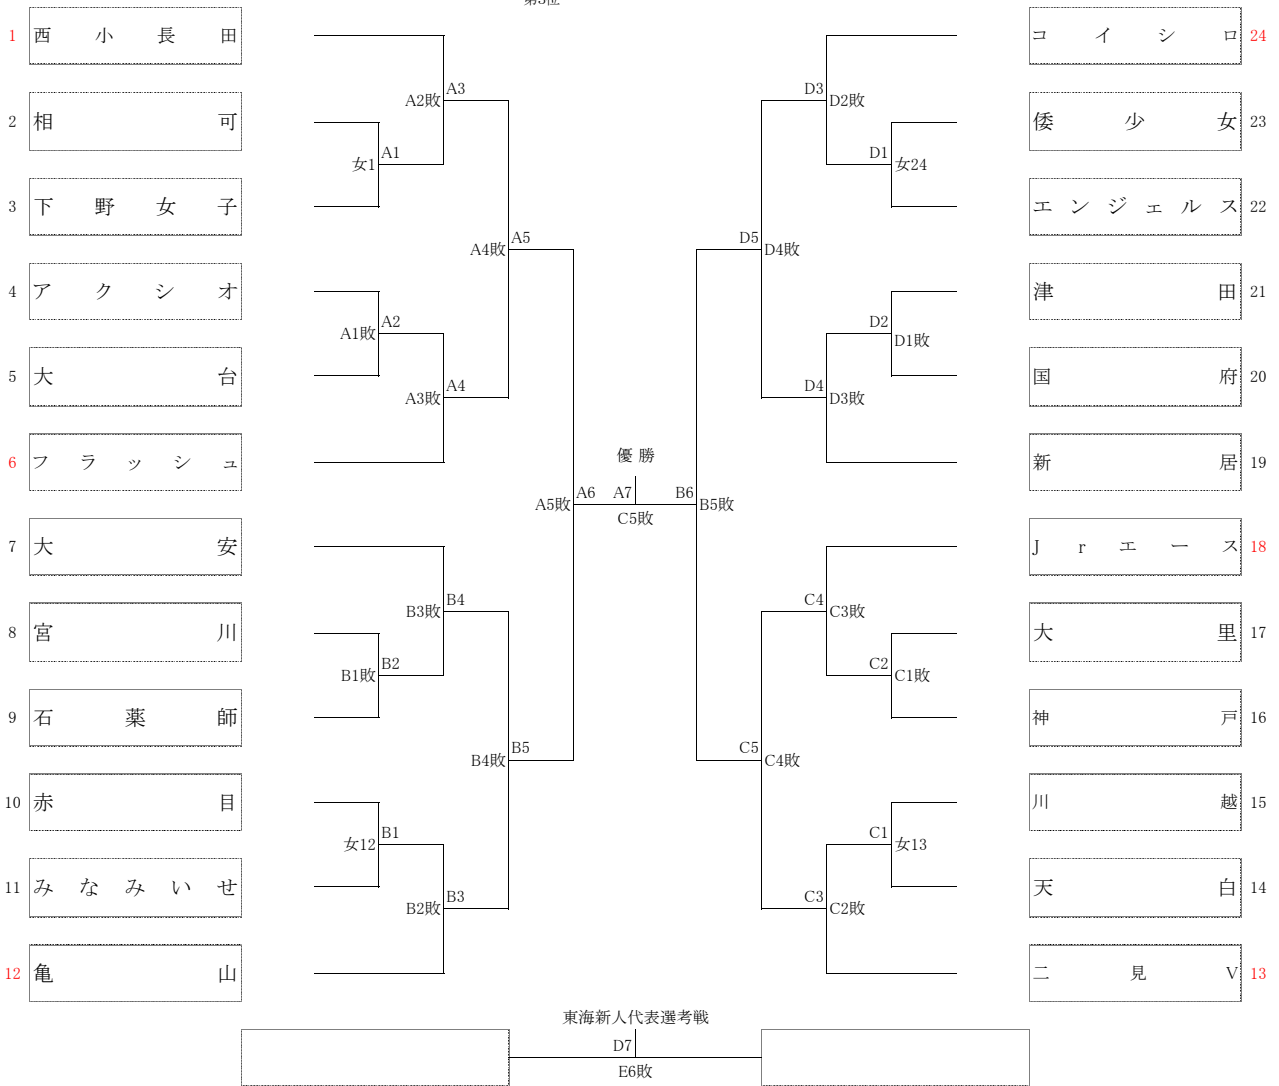 1 西小長田
2 相可
3 下野女子
4 アクシオ
5 大台
6 フラッシュ
7 大安
8 宮川
9 石薬師
10 赤目
11 みなみいせ
12 亀山
A3
A2敗
A1
女1
A5
A4敗
A2
A1敗
A4
A3敗
A6
A5敗
B4
B3敗
B2
B1敗
B5
B4敗
B1
女12
B3
B2敗
優勝
A7
C5敗
D3
D2敗
D1
女24
D5
D4敗
D2
D1敗
D4
D3敗
B6
B5敗
C4
C3敗
C2
C1敗
C5
C4敗
C1
女13
C3
C2敗
コイシロ 24
倭少女 23
エンジェルス 22
津田 21
国府 20
新居 19
Jrエース 18
大里 17
神戸 16
川越 15
天白 14
二見V 13
東海新人代表選考戦
D7
E6敗